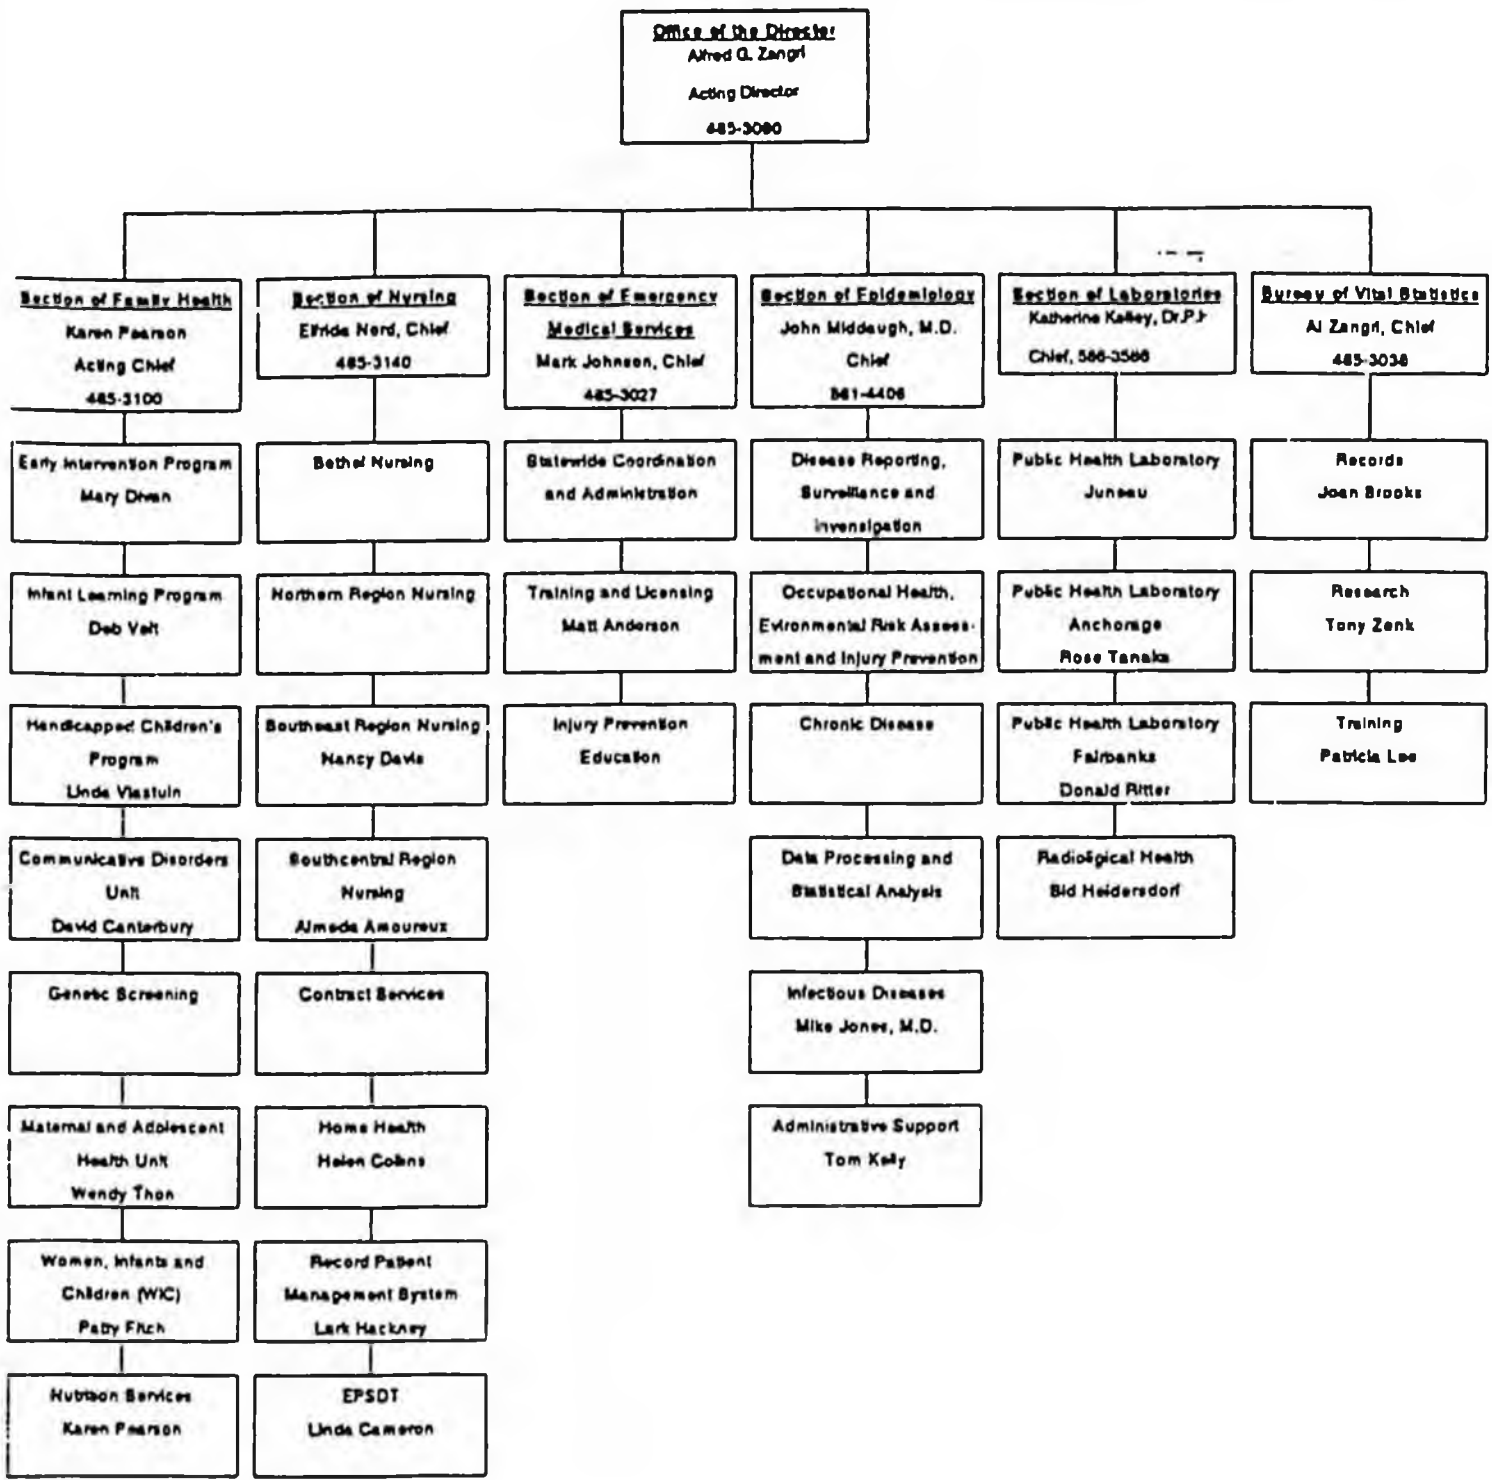 Office of the Director
Alfred G. Zangri
Acting Director
465-3090
Section of Family Health
Karen Pearson
Acting Chief
465-3100
Early Intervention Program
Mary Diven
Infant Learning Program
Deb Veit
Handicapped Children's
Program
Linda Vlastuin
Communicative Disorders
Unit
David Canterbury
Genetic Screening
Maternal and Adolescent
Health Unit
Wendy Thon
Women, Infants and
Children (WIC)
Fitch
Nutrition Services
Karen Pearson
Section of Nursing
Elfrida Nord, Chief
465-3140
Bethel Nursing
Northern Region Nursing
Southeast Region Nursing
Nancy Davis
Southcentral Region
Nursing
Almeda Amoureux
Contract Services
Home Health
Helen
Record Patient
Management System
Lark Hackney
EPSDT
Linda Cameron
Section of Emergency
Medical Services
Mark Johnson, Chief
465-3027
Statewide Coordination
and Administration
Training and Licensing
Matt Anderson
Injury Prevention
Education
Section of Epidemiology
John Middaugh, M.D.
Chief
561-4406
Disease Reporting,
Surveillance and
Invensigation
Occupational Health,
Evironmental Risk Assess-
ment and Injury Prevention
Chronic Disease
Data Processing and
Statistical Analysis
Infectious Diseases
Mike Jones, M.D.
Administrative Support
Tom Kelly
Section of Laboratories
Katherine Kelley,
Chief, 586-3586
Public Health Laboratory
Juneau
Public Health Laboratory
Anchorage
Rose Tanaka
Public Health Laboratory
Fairbanks
Donald Ritter
Radiological Health
Sid Heidersdorf
Bureau of Vital Statistics
Al Zangri, Chief
465-3038
Records
Joan Brooks
Research
Tony Zenk
Training
Patricia Lee